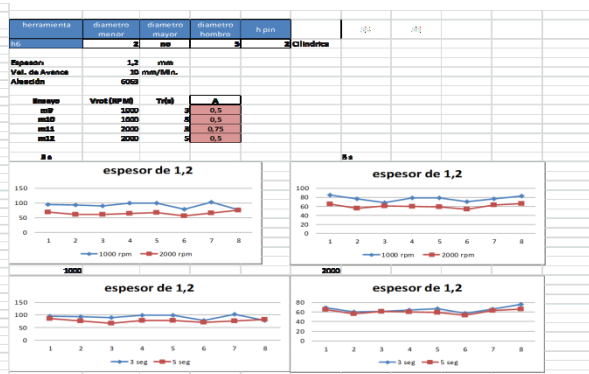 herramienta diametro menor diametro mayor diametro hombro h pin
h6 2 no 5 2 Cilindrica
Espesor: 1,2 mm
Vel. de Avance 10 mm/Min.
Aleación 6063
Ensayo Vrot (RPM) Tr(s) A
m9 1000 3 0,5
m10 1000 5 0,5
m11 2000 3 0,75
m12 2000 5 0,5
3 s 5 s
espesor de 1,2
150
100
50
0
1 2 3 4 5 6 7 8
1000 rpm 2000 rpm
espesor de 1,2
100
80
60
40
20
0
1 2 3 4 5 6 7 8
1000 rpm 2000 rpm
1000 2000
espesor de 1,2
150
100
50
0
1 2 3 4 5 6 7 8
3 seg 5 seg
espesor de 1,2
80
60
40
20
0
1 2 3 4 5 6 7 8
3 seg 5 seg